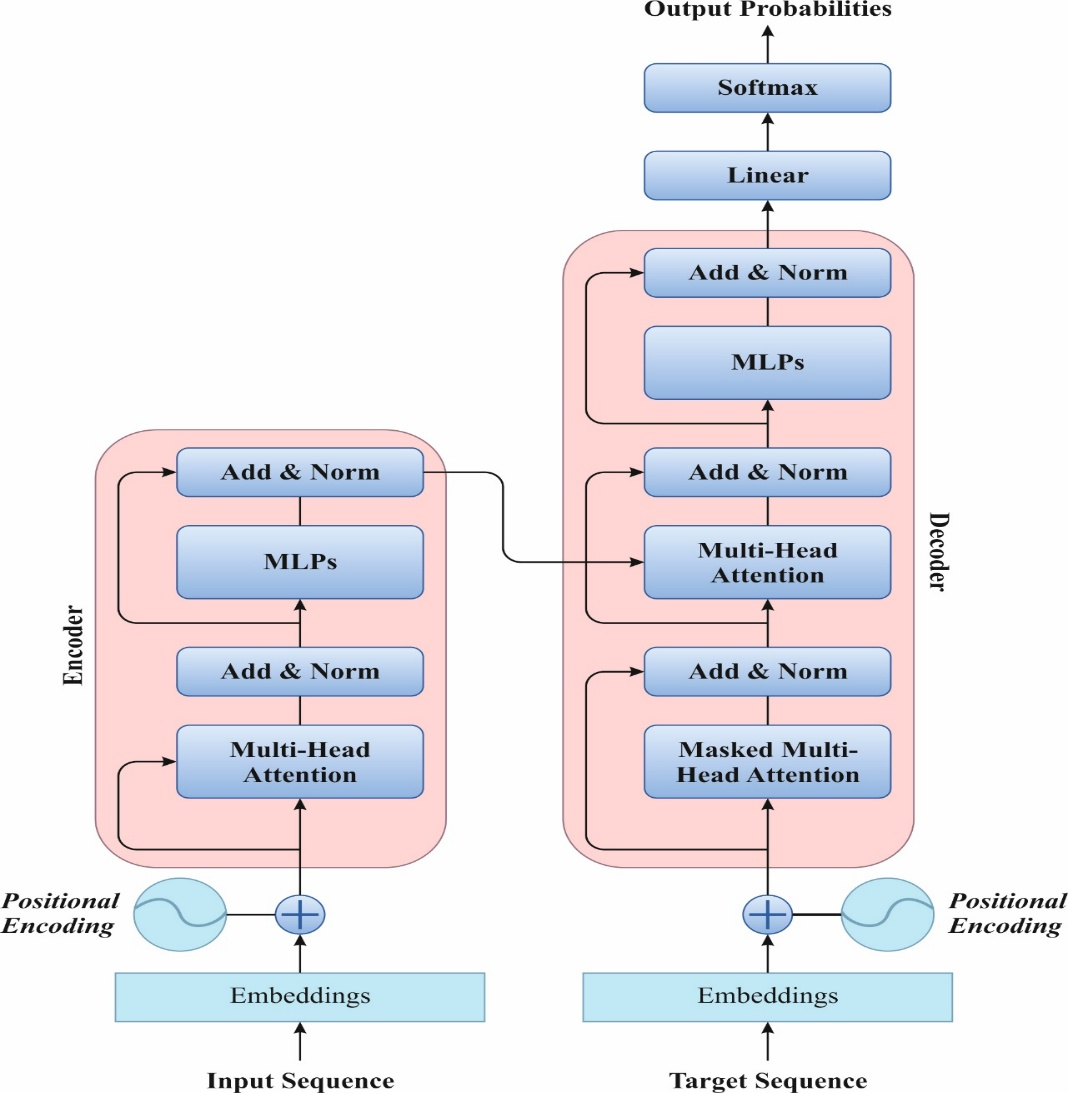 Output Probabilities
Softmax
Linear
Add & Norm
MLPs
Add & Norm
Multi-Head
Attention
Add & Norm
Masked Multi-
Head Attention
Decoder
Positional
Encoding
Embeddings
Target Sequence
Add & Norm
MLPs
Add & Norm
Multi-Head
Attention
Encoder
Positional
Encoding
Embeddings
Input Sequence